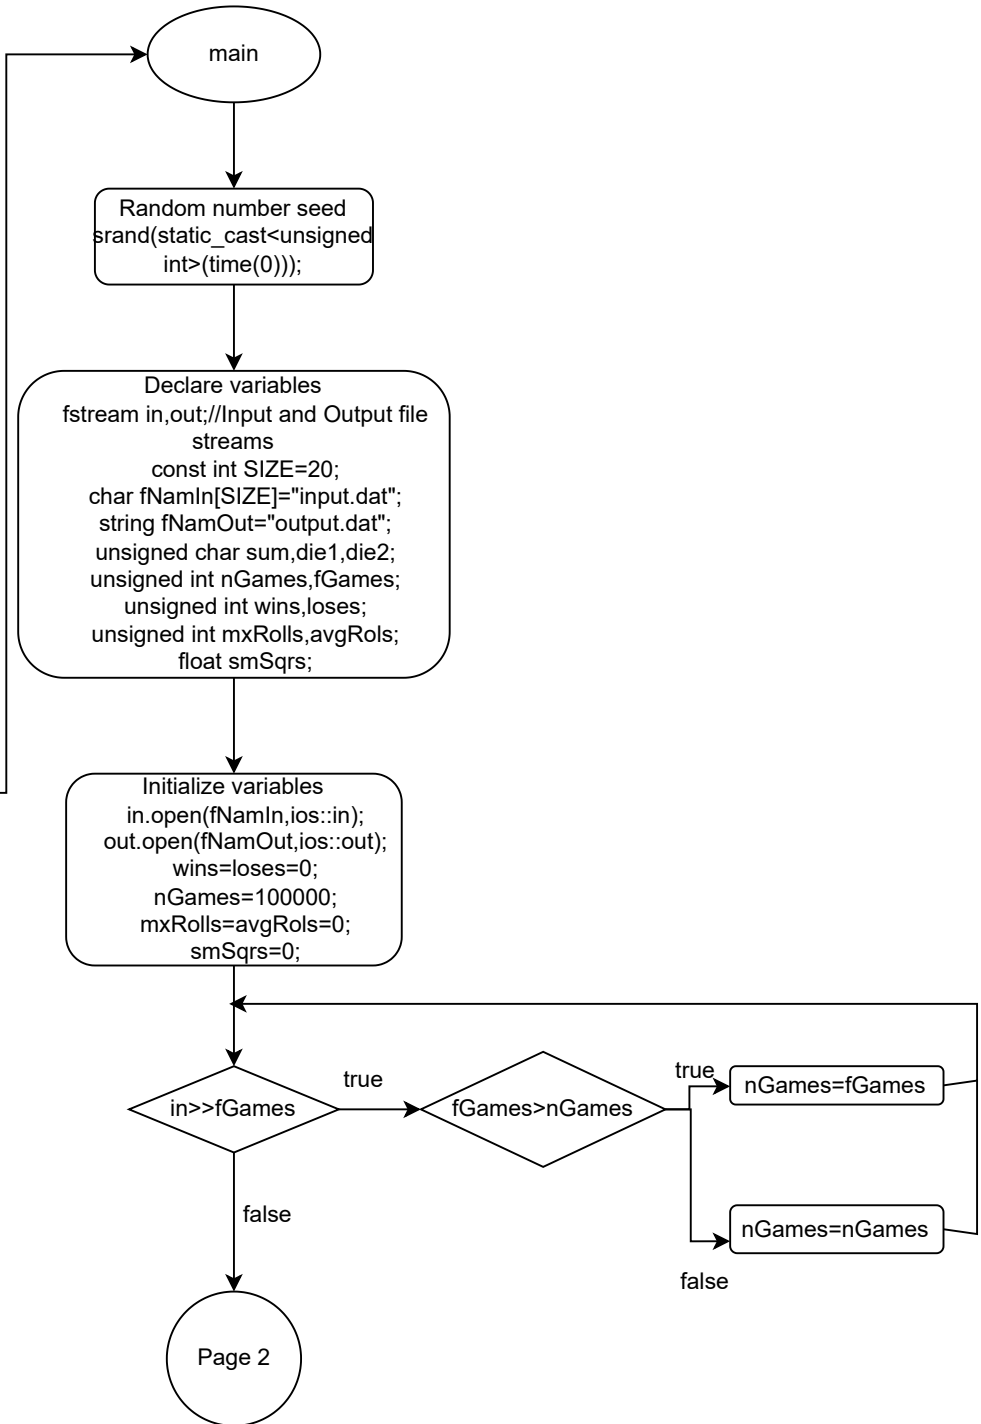 main
Random number seed
srand(static_cast<unsigned
int>(time(0)));
Declare variables
fstream in,out;//Input and Output file
streams
const int SIZE=20;
char fNamIn[SIZE]="input.dat";
string fNamOut="output.dat";
unsigned char sum,die1,die2;
unsigned int nGames,fGames;
unsigned int wins,loses;
unsigned int mxRolls,avgRols;
float smSqrs;
Initialize variables
in.open(fNamIn,ios::in);
out.open(fNamOut,ios::out);
wins=loses=0;
nGames=100000;
mxRolls=avgRols=0;
smSqrs=0;
in>>fGames
true
fGames>nGames
true
nGames=fGames
false
nGames=nGames
false
Page 2